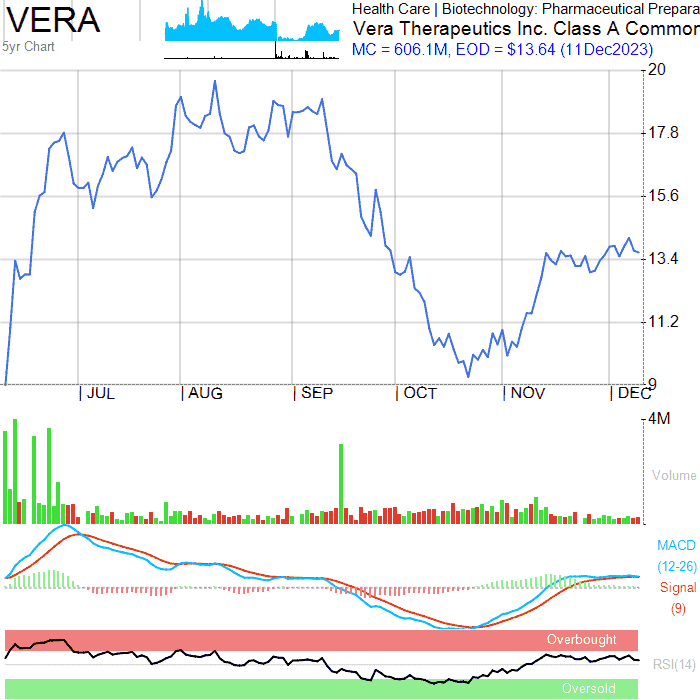 VERA
5yr Chart
Health Care | Biotechnology: Pharmaceutical Prepara
Vera Therapeutics Inc. Class A Common
MC = 606.1M, EOD = $13.64 (11Dec2023)
20
17.8
15.6
13.4
11.2
9
JUL
AUG
SEP
OCT
NOV
DEC
4M
Volume
MACD
(12-26)
Signal
(9)
Overbought
RSI(14)
Oversold